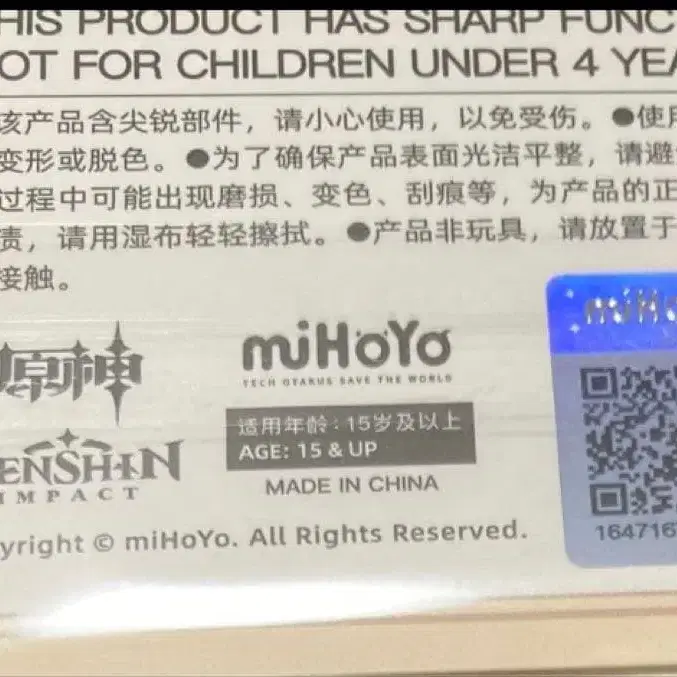 THIS PRODUCT HAS SHARP FUNC
NOT FOR CHILDREN UNDER 4 YEA
该产品含尖锐部件，请小心使用，以免受伤。●使用
变形或脱色。●为了确保产品表面光洁平整，请避
过程中可能出现磨损、变色、刮痕等，为产品的正
渍，请用湿布轻轻擦拭。●产品非玩具，请放置于
接触。
原神
GENSHIN
IMPACT
miHoYo
TECH OTAKUS SAVE THE WORLD
适用年龄：15岁及以上
AGE: 15 & UP
MADE IN CHINA
yright © miHoYo. All Rights Reserved.
miHo
164716